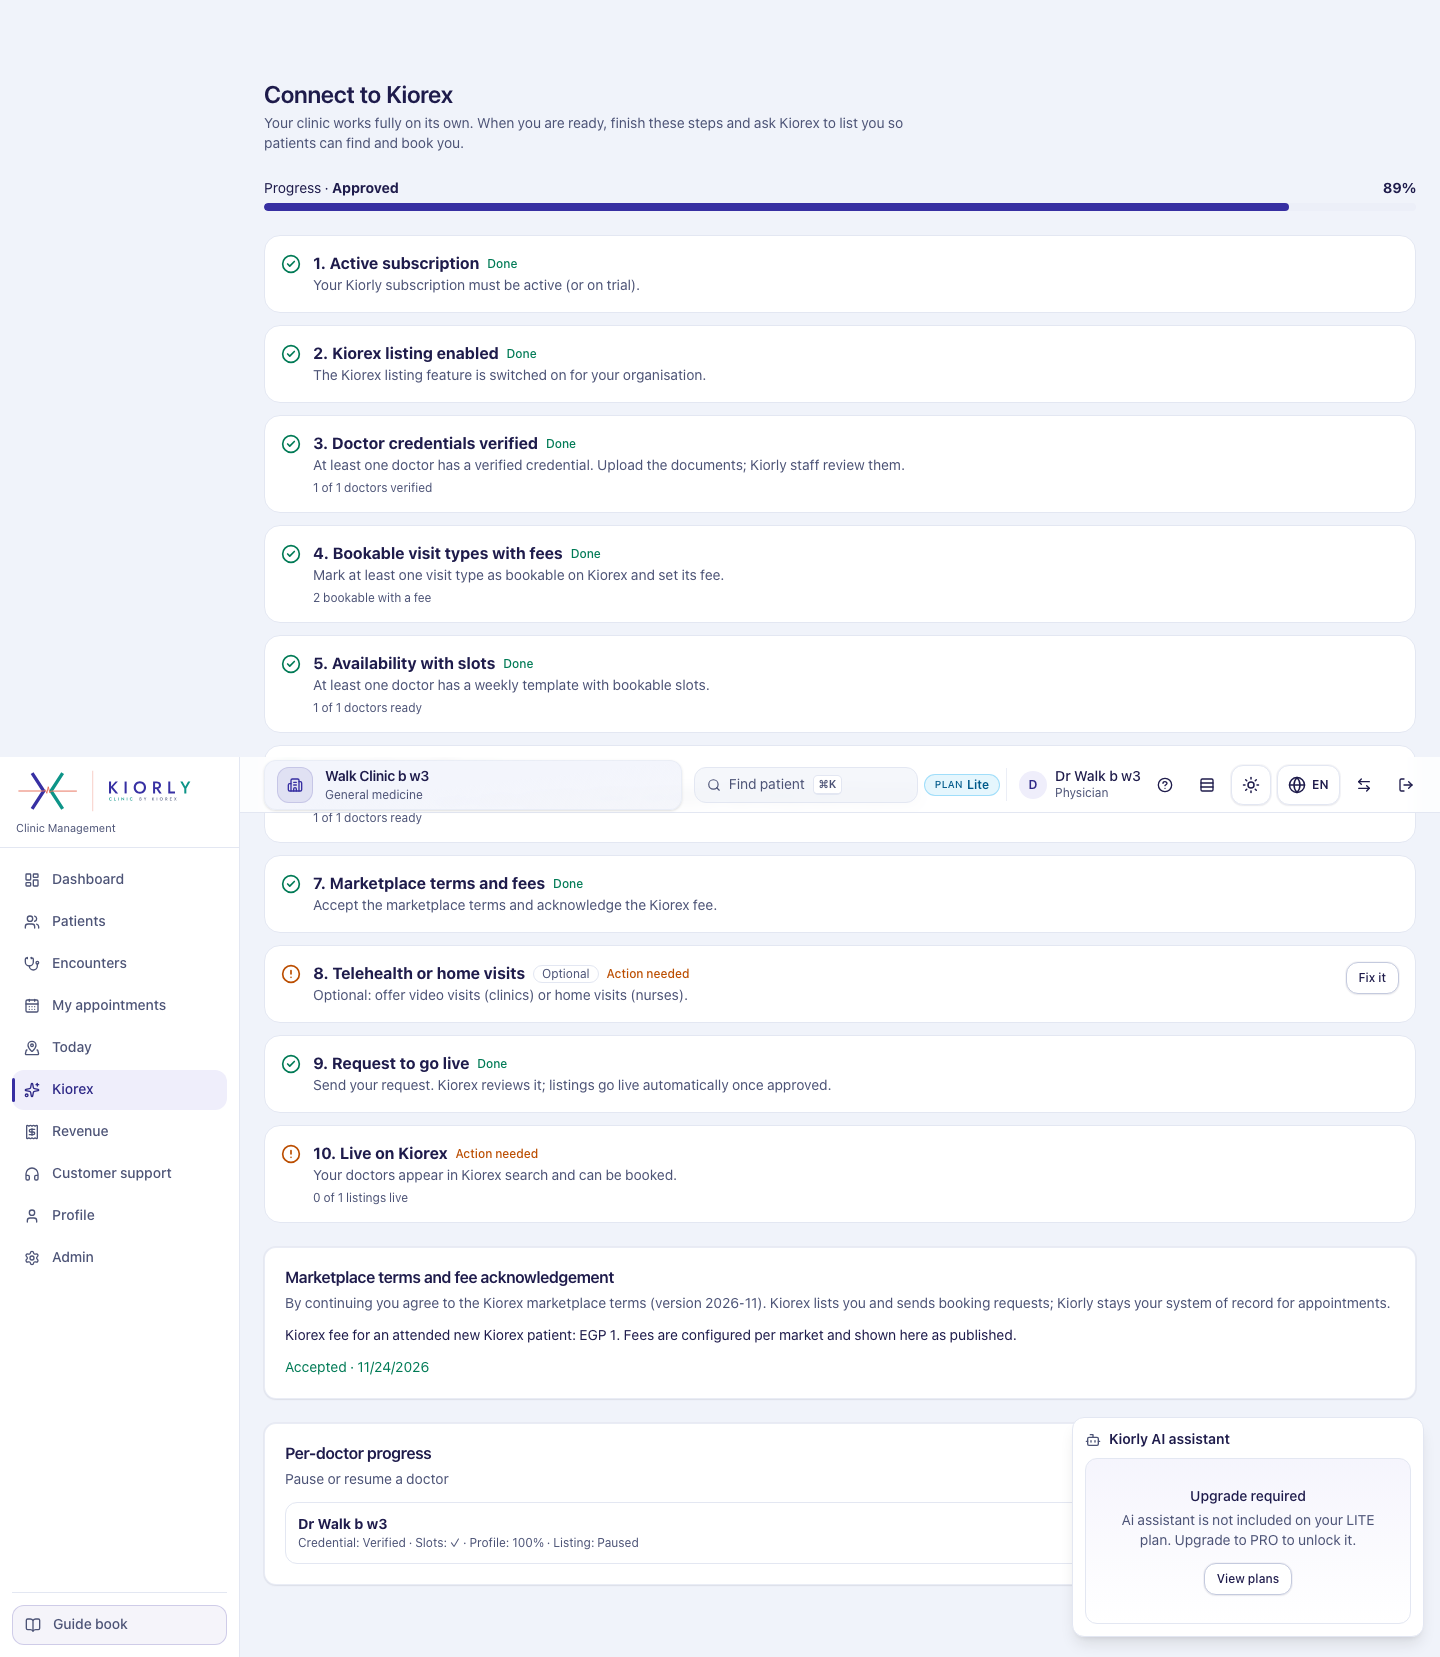 Connect to Kiorex
Your clinic works fully on its own. When you are ready, finish these steps and ask Kiorex to list you so
patients can find and book you.
Progress · Approved
89%
1. Active subscription Done
Your Kiorly subscription must be active (or on trial).
2. Kiorex listing enabled Done
The Kiorex listing feature is switched on for your organisation.
3. Doctor credentials verified Done
At least one doctor has a verified credential. Upload the documents; Kiorly staff review them.
1 of 1 doctors verified
4. Bookable visit types with fees Done
Mark at least one visit type as bookable on Kiorex and set its fee.
2 bookable with a fee
5. Availability with slots Done
At least one doctor has a weekly template with bookable slots.
1 of 1 doctors ready
KIORLY
CLINIC BY KIOREX
Clinic Management
Walk Clinic b w3
General medicine
Find patient ⌘K
PLAN Lite
D
Dr Walk b w3
Physician
EN
1 of 1 doctors ready
Dashboard
Patients
Encounters
My appointments
Today
Kiorex
Revenue
Customer support
Profile
Admin
Guide book
7. Marketplace terms and fees Done
Accept the marketplace terms and acknowledge the Kiorex fee.
8. Telehealth or home visits Optional Action needed
Optional: offer video visits (clinics) or home visits (nurses).
Fix it
9. Request to go live Done
Send your request. Kiorex reviews it; listings go live automatically once approved.
10. Live on Kiorex Action needed
Your doctors appear in Kiorex search and can be booked.
0 of 1 listings live
Marketplace terms and fee acknowledgement
By continuing you agree to the Kiorex marketplace terms (version 2026-11). Kiorex lists you and sends booking requests; Kiorly stays your system of record for appointments.
Kiorex fee for an attended new Kiorex patient: EGP 1. Fees are configured per market and shown here as published.
Accepted · 11/24/2026
Per-doctor progress
Pause or resume a doctor
Dr Walk b w3
Credential: Verified · Slots: ✓ · Profile: 100% · Listing: Paused
Kiorly AI assistant
Upgrade required
Ai assistant is not included on your LITE
plan. Upgrade to PRO to unlock it.
View plans